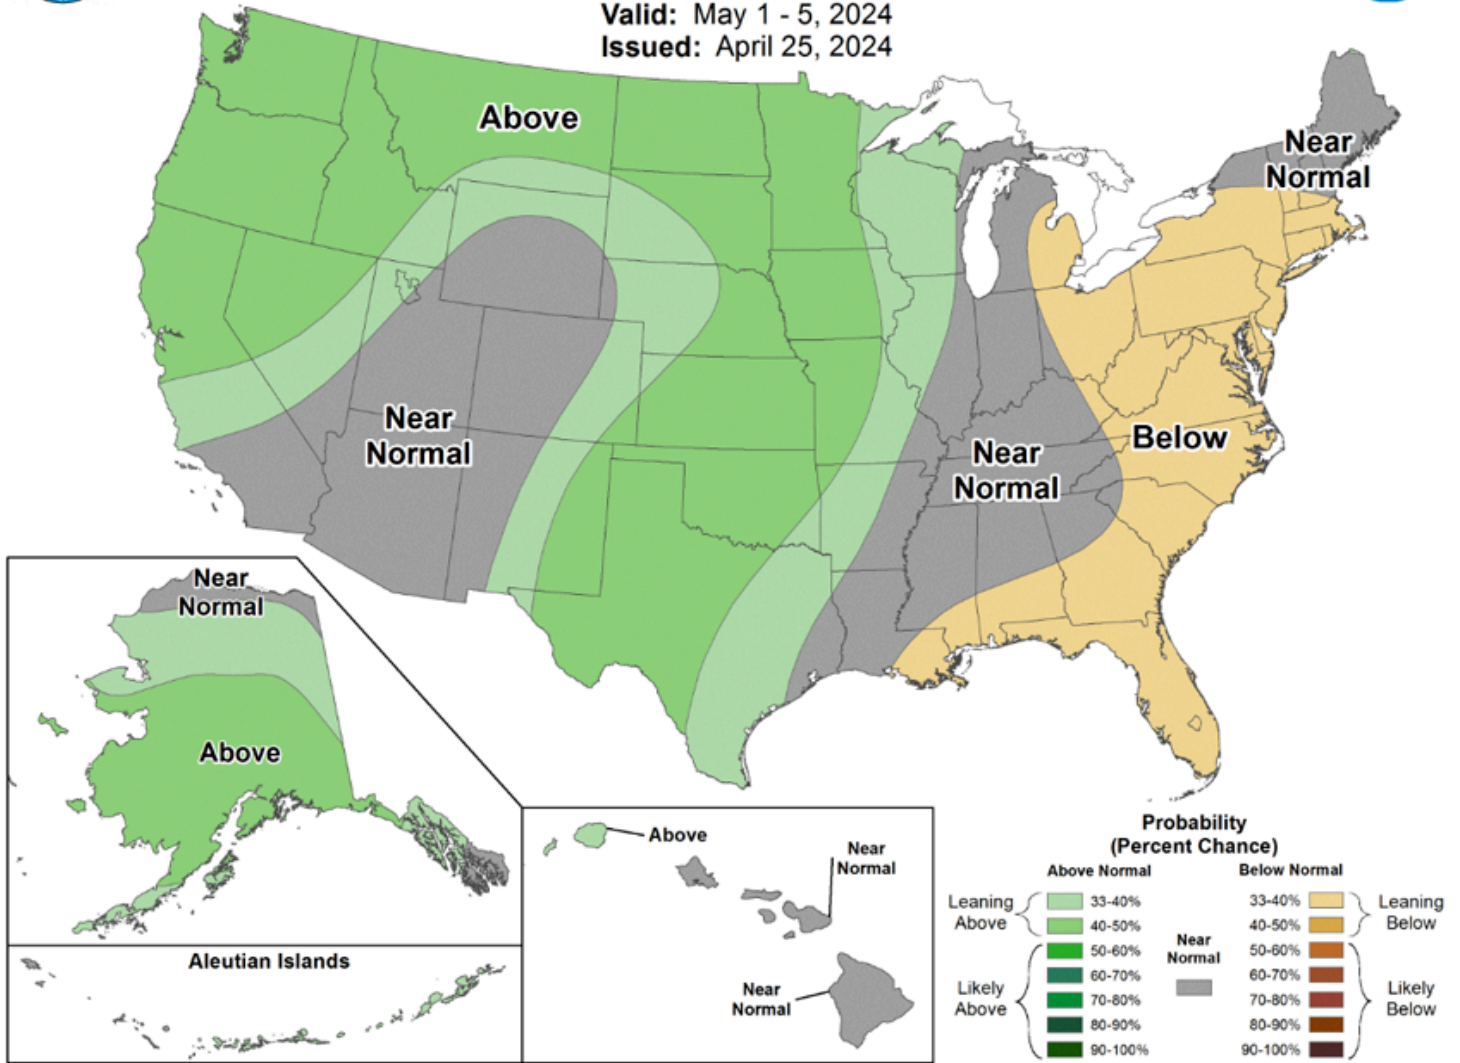 Valid: May 1 - 5, 2024
Issued: April 25, 2024
Above
Near
Normal
Near
Normal
Near
Normal
Below
Near
Normal
Above
Aleutian Islands
Above
Near
Normal
Near
Normal
Probability
(Percent Chance)
Above Normal
Below Normal
Leaning
Above
33-40%
40-50%
50-60%
60-70%
70-80%
80-90%
90-100%
Likely
Above
Near
Normal
33-40%
40-50%
50-60%
60-70%
70-80%
80-90%
90-100%
Leaning
Below
Likely
Below